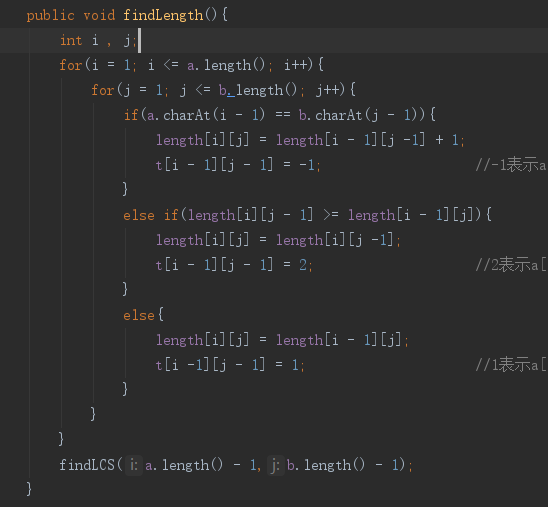 public void findLength(){
int i , j;
for(i = 1; i <= a.length(); i++){
for(j = 1; j <= b.length(); j++){
if(a.charAt(i - 1) == b.charAt(j - 1)){
length[i][j] = length[i - 1][j -1] + 1;
t[i - 1][j - 1] = -1; //-1表示a
}
else if(length[i][j - 1] >= length[i - 1][j]){
length[i][j] = length[i][j -1];
t[i - 1][j - 1] = 2; //2表示a[
}
else{
length[i][j] = length[i - 1][j];
t[i -1][j - 1] = 1; //1表示a[
}
}
}
findLCS( i: a.length() - 1, j: b.length() - 1);
}